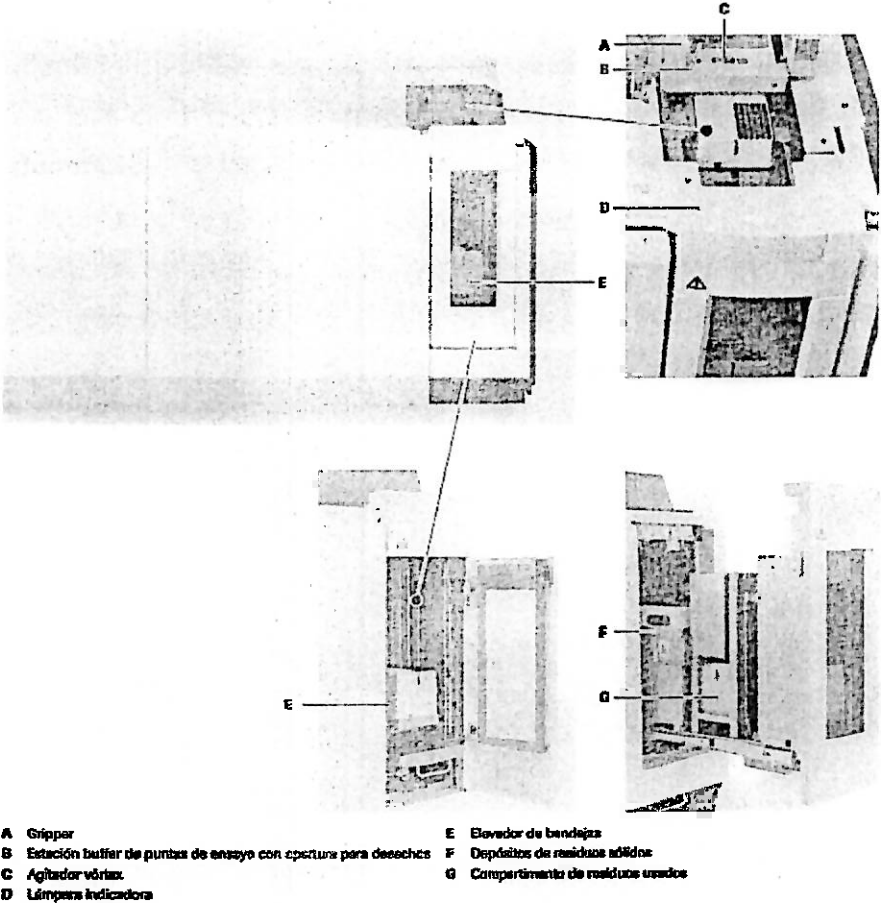 C
A
B
D
E
E
F
G
A Gripper
B Estación buffer de puntas de ensayo con apertura para desechos
C Agitador vórtex
D Lámpara indicadora
E Elevador de bandejas
F Depósitos de residuos sólidos
G Compartimento de residuos usados